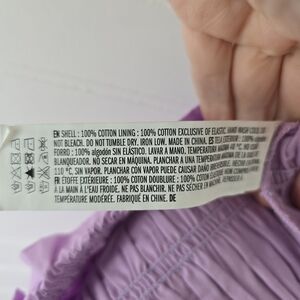 EN SHELL : 100% COTTON LINING : 100% COTTON EXCLUSIVE OF ELASTIC. HAND WASH COLD. DO
NOT BLEACH. DO NOT TUMBLE DRY. IRON LOW. MADE IN CHINA. ES TELA EXTERIOR : 100% algodón
FORRO : 100% algodón SIN ELÁSTICO. LAVAR A MANO. TEMPERATURA MÁXIMA
BLANQUEADOR. NO SECAR EN MÁQUINA. PLANCHAR A UNA TEMPERATURA MÁXIMA
110 °C, SIN VAPOR. PLANCHAR A VAPOR PUEDE CAUSAR DAÑO
FR ÉTOFFE EXTÉRIEURE : 100% COTON DOUBLURE : 100% COTON
À LA MAIN À L'EAU FROIDE. NE PAS BLANCHIR. NE PAS
TEMPÉRATURE MODÉRÉE. FABRIQUÉ EN CHINE. DE